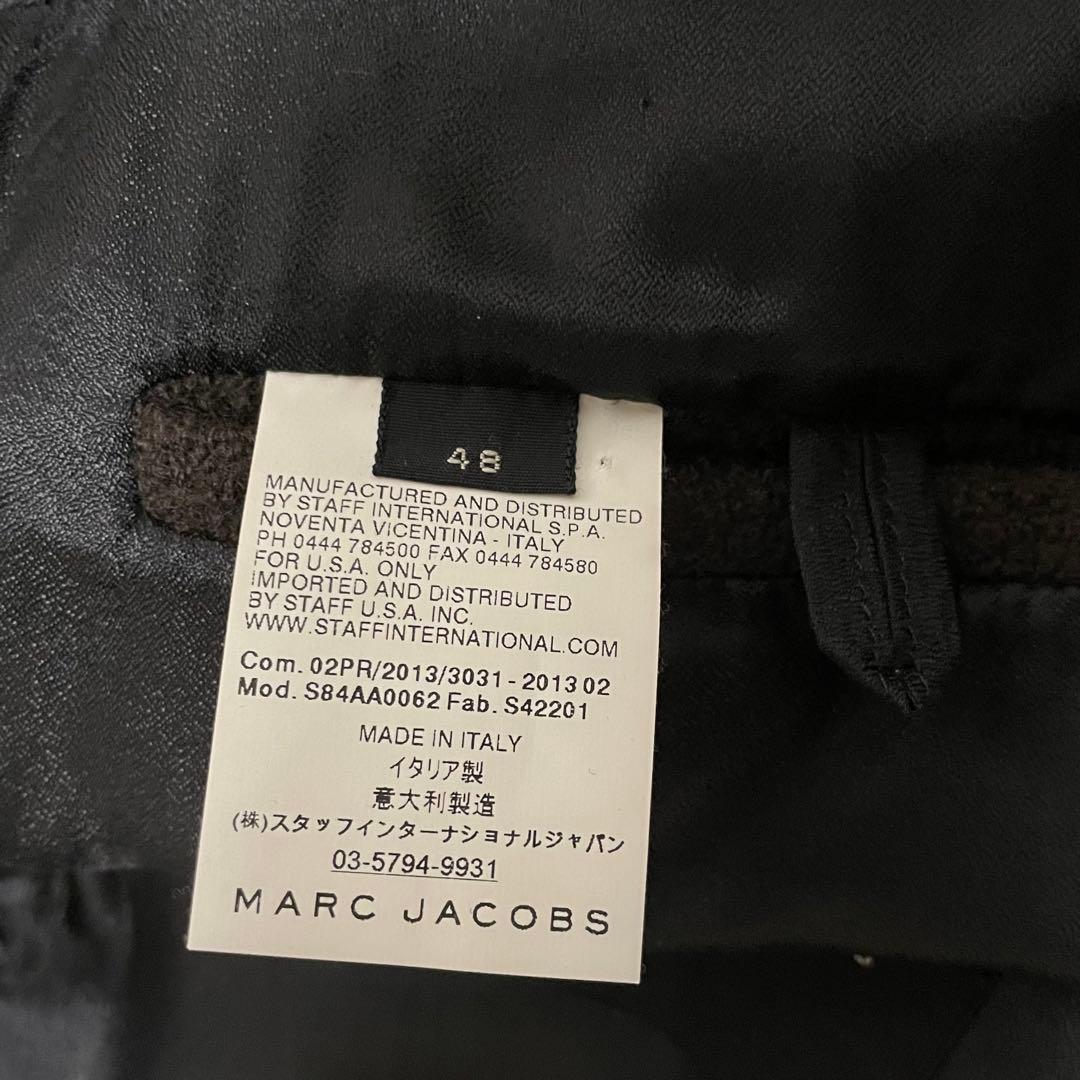 48
MANUFACTURED AND DISTRIBUTED
BY STAFF INTERNATIONAL S.P.A.
NOVENTA VICENTINA - ITALY
PH 0444 784500 FAX 0444 784580
FOR U.S.A. ONLY
IMPORTED AND DISTRIBUTED
BY STAFF U.S.A. INC.
WWW.STAFFINTERNATIONAL.COM
Com. 02PR/2013/3031 - 2013 02
Mod. S84AA0062 Fab. S42201
MADE IN ITALY
イタリア製
意大利製造
(株)スタッフインターナショナルジャパン
03-5794-9931
MARC JACOBS